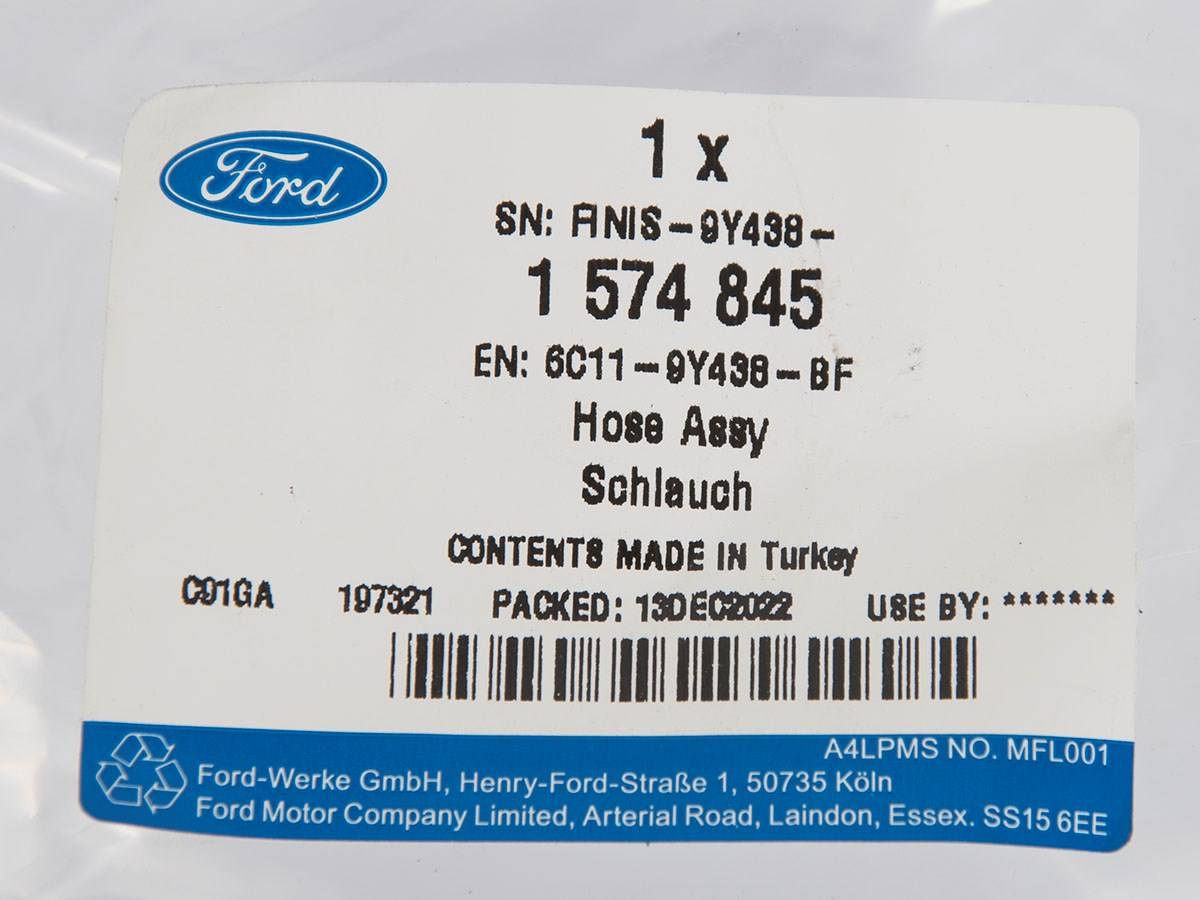 Ford
1 x
SN: FINIS-9Y438-
1 574 845
EN: 6C11-9Y438-BF
Hose Assy
Schlauch
CONTENTS MADE IN Turkey
C01GA 197321 PACKED: 13DEC2022 USE BY: *******
A4LPMS NO. MFL001
Ford-Werke GmbH, Henry-Ford-Straße 1, 50735 Köln
Ford Motor Company Limited, Arterial Road, Laindon, Essex. SS15 6EE